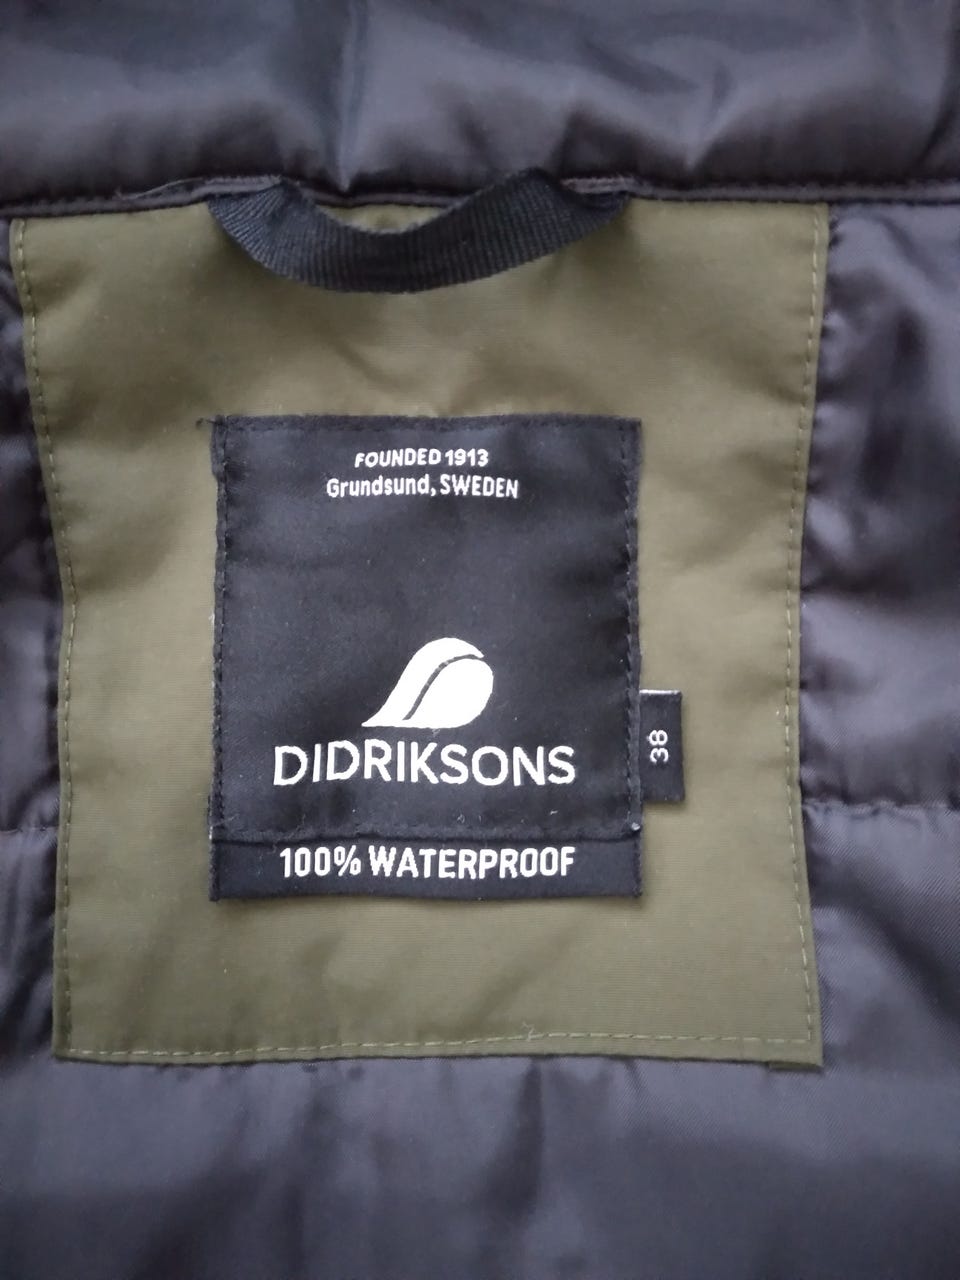 FOUNDED 1913
Grundsund, SWEDEN
DIDRIKSONS
38
100% WATERPROOF